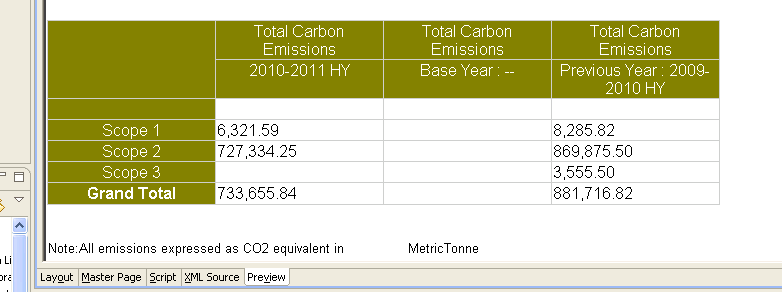 Total Carbon Emissions
Total Carbon Emissions
Total Carbon Emissions
2010-2011 HY
Base Year : --
Previous Year : 2009-2010 HY
Scope 1 6,321.59 8,285.82
Scope 2 727,334.25 869,875.50
Scope 3 3,555.50
Grand Total 733,655.84 881,716.82
Note:All emissions expressed as CO2 equivalent in MetricTonne
Layout Master Page Script XML Source Preview